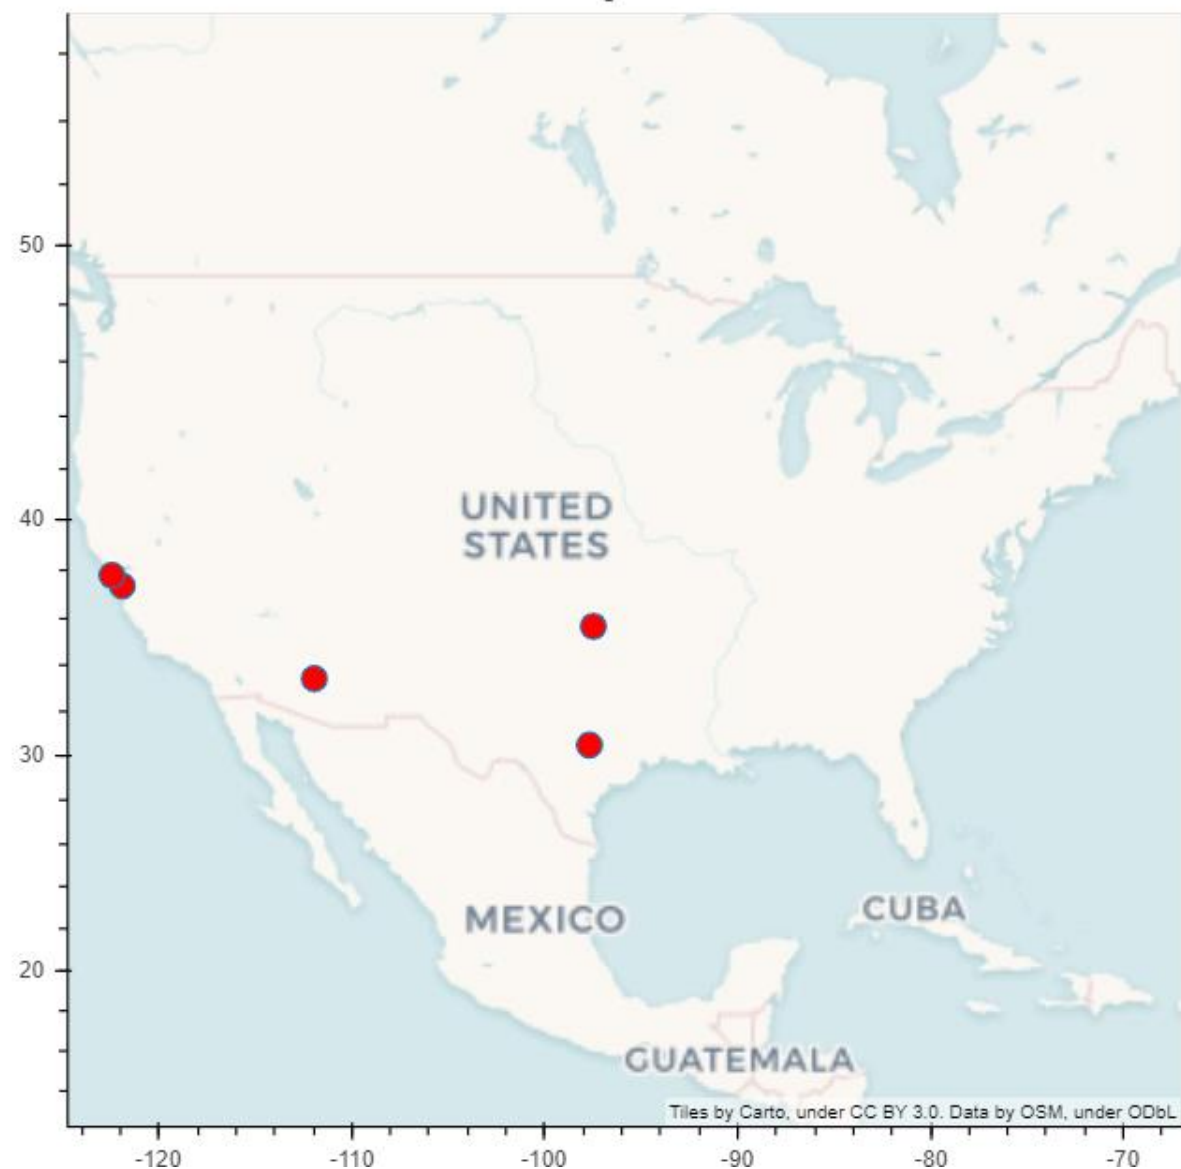 50
40
UNITED
STATES
30
MEXICO
CUBA
20
GUATEMALA
Tiles by Carto, under CC BY 3.0. Data by OSM, under ODbL
-120 -110 -100 -90 -80 -70